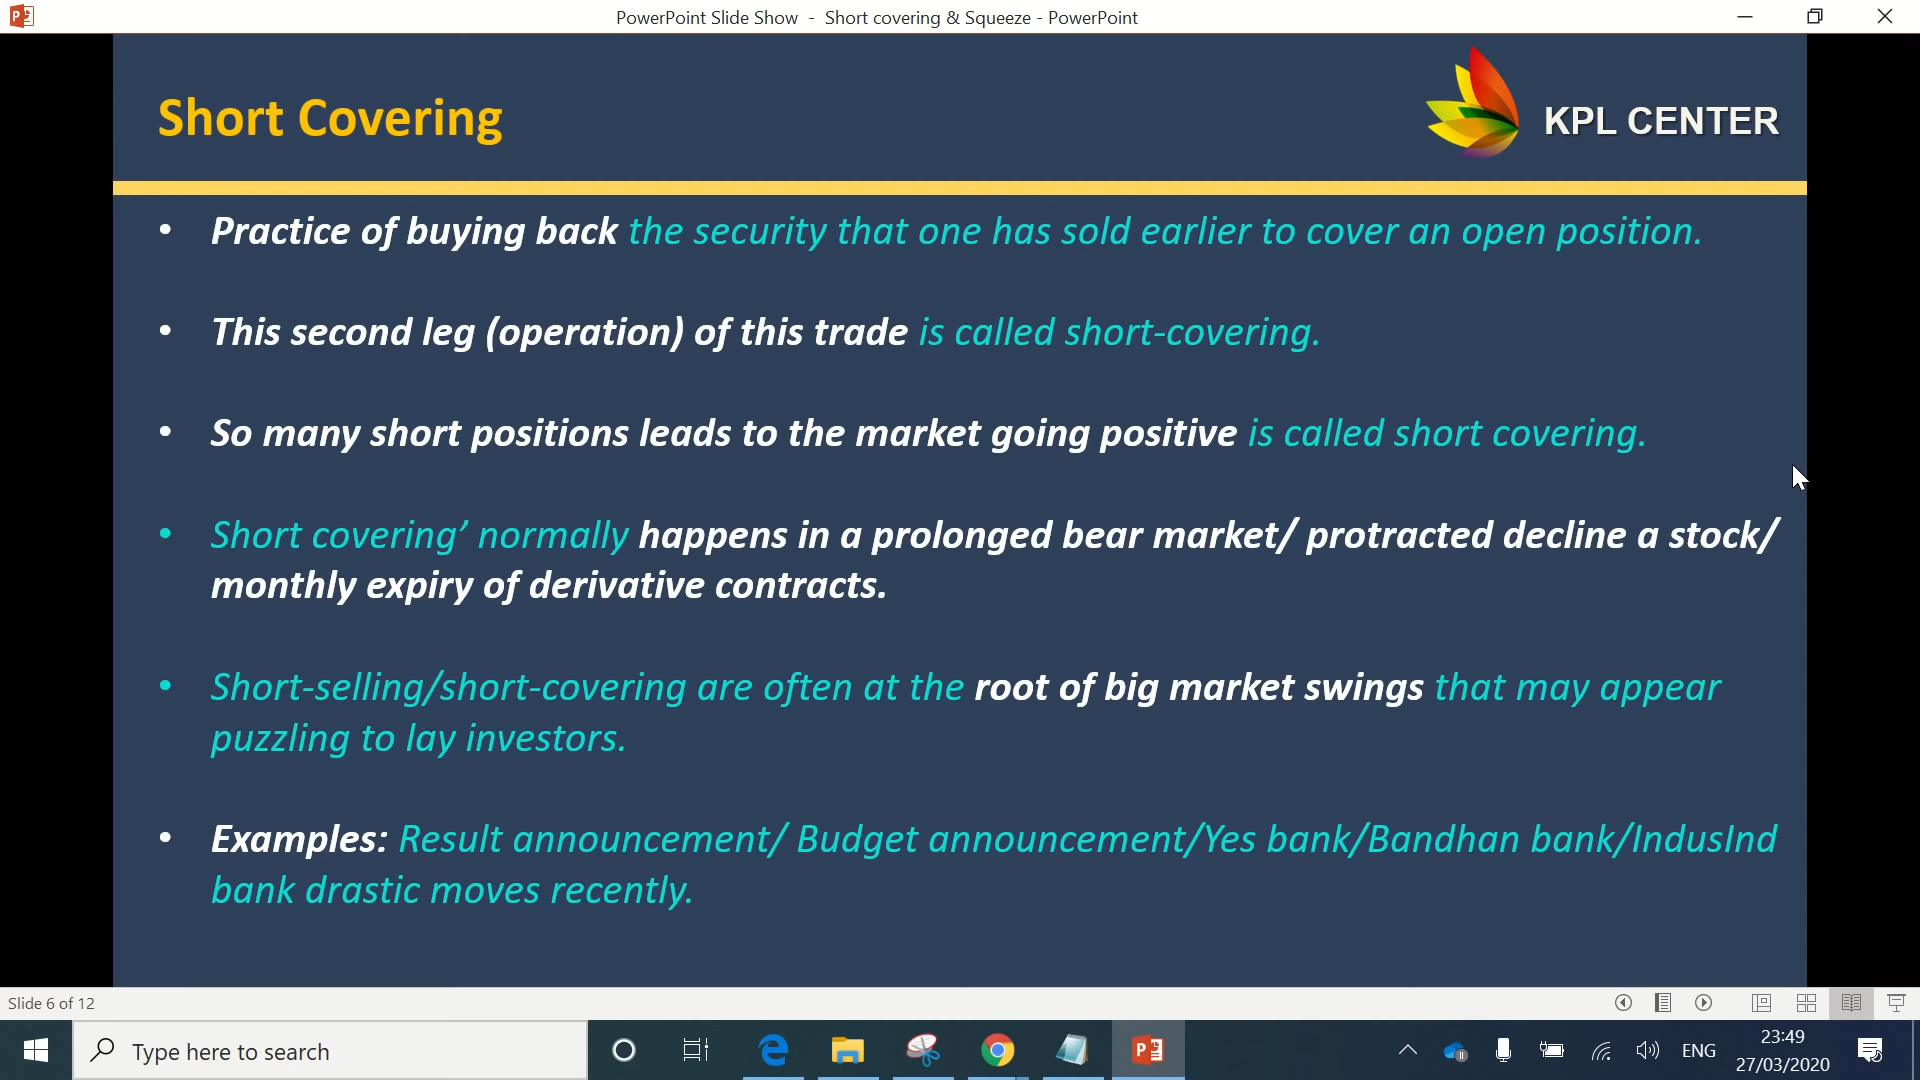 PowerPoint Slide Show - Short covering & Squeeze - PowerPoint
Short Covering
KPL CENTER
• Practice of buying back the security that one has sold earlier to cover an open position.
• This second leg (operation) of this trade is called short-covering.
• So many short positions leads to the market going positive is called short covering.
• Short covering’ normally happens in a prolonged bear market/ protracted decline a stock/
monthly expiry of derivative contracts.
• Short-selling/short-covering are often at the root of big market swings that may appear
puzzling to lay investors.
• Examples: Result announcement/ Budget announcement/Yes bank/Bandhan bank/IndusInd
bank drastic moves recently.
Slide 6 of 12
Type here to search
ENG
23:49
27/03/2020